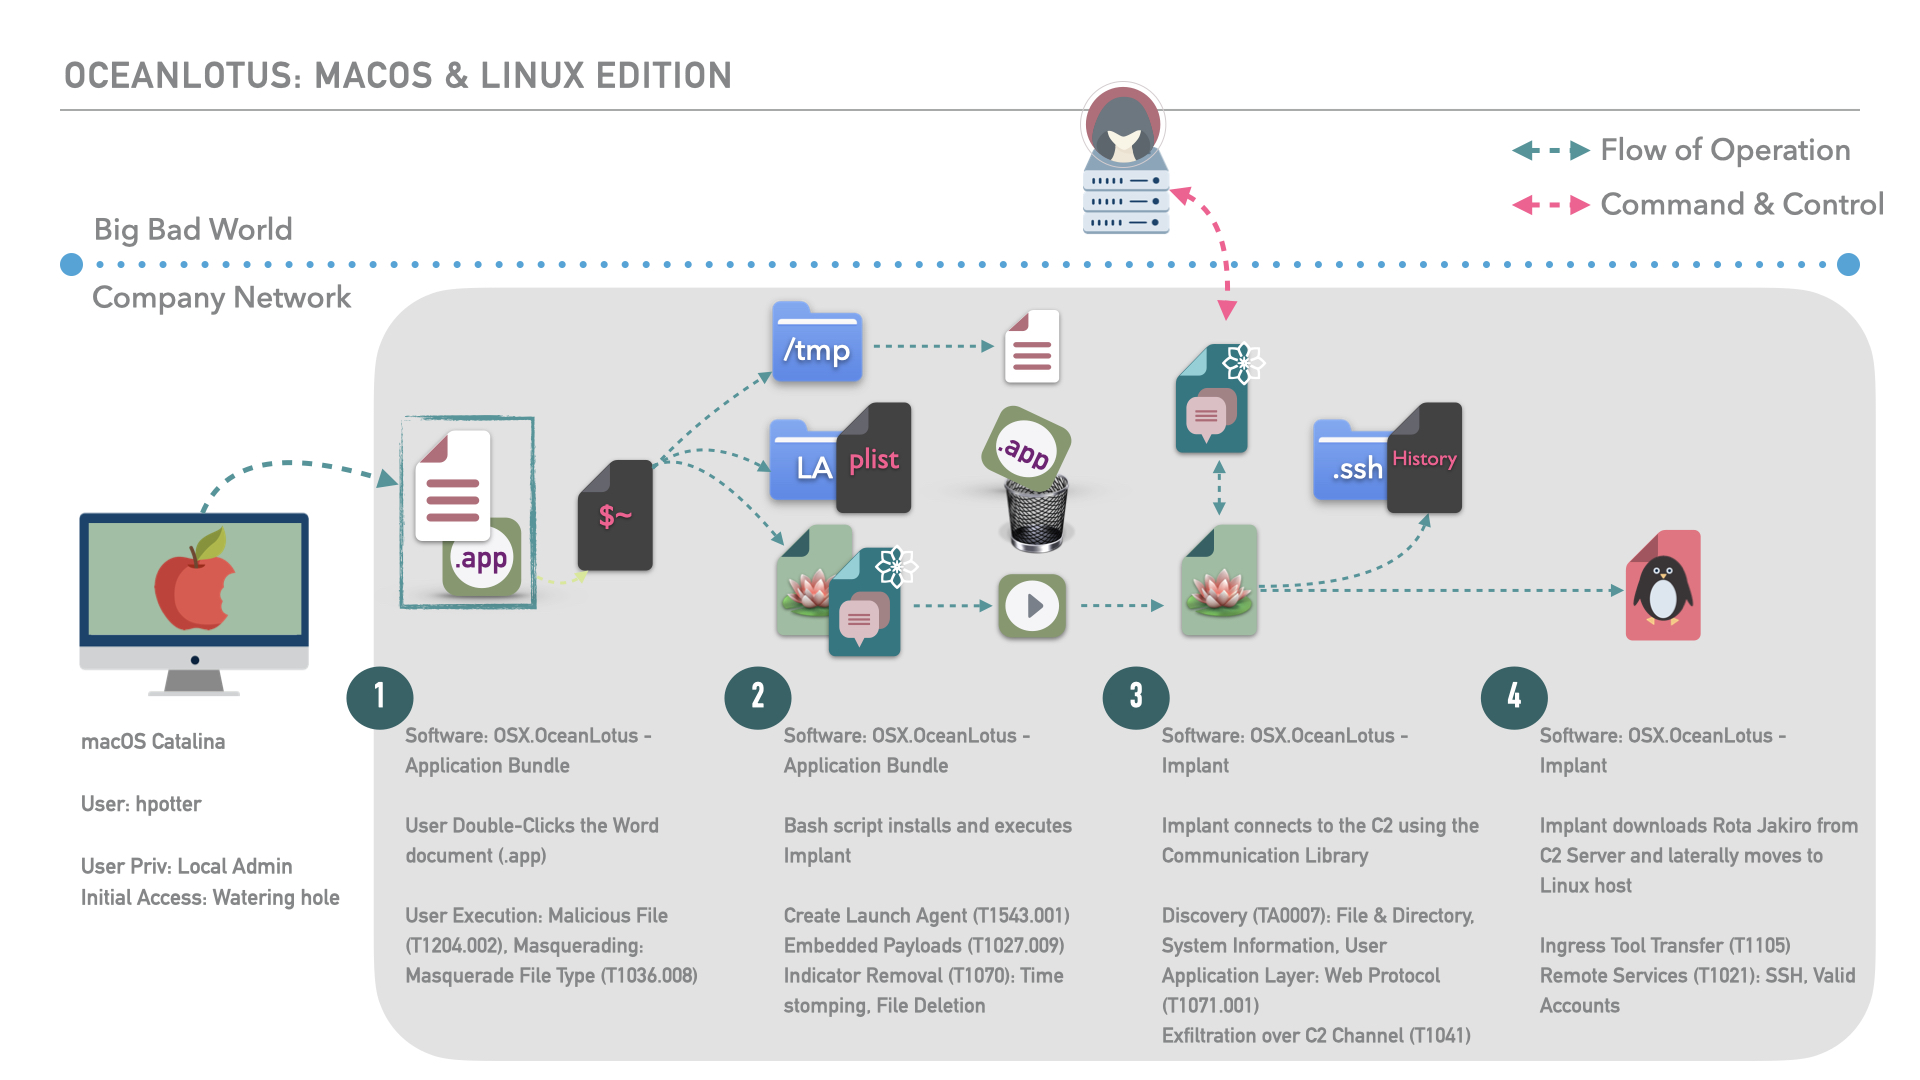 OCEANLOTUS: MACOS & LINUX EDITION
Flow of Operation
Command & Control
Big Bad World
Company Network
/tmp
LA
plist
.app
.ssh
History
$~
.app
1
2
3
4
macOS Catalina
User: hpotter
User Priv: Local Admin
Initial Access: Watering hole
Software: OSX.OceanLotus -
Application Bundle
User Double-Clicks the Word
document (.app)
User Execution: Malicious File
(T1204.002), Masquerading:
Masquerade File Type (T1036.008)
Software: OSX.OceanLotus -
Application Bundle
Bash script installs and executes
Implant
Create Launch Agent (T1543.001)
Embedded Payloads (T1027.009)
Indicator Removal (T1070): Time
stomping, File Deletion
Software: OSX.OceanLotus -
Implant
Implant connects to the C2 using the
Communication Library
Discovery (TA0007): File & Directory,
System Information, User
Application Layer: Web Protocol
(T1071.001)
Exfiltration over C2 Channel (T1041)
Software: OSX.OceanLotus -
Implant
Implant downloads Rota Jakiro from
C2 Server and laterally moves to
Linux host
Ingress Tool Transfer (T1105)
Remote Services (T1021): SSH, Valid
Accounts